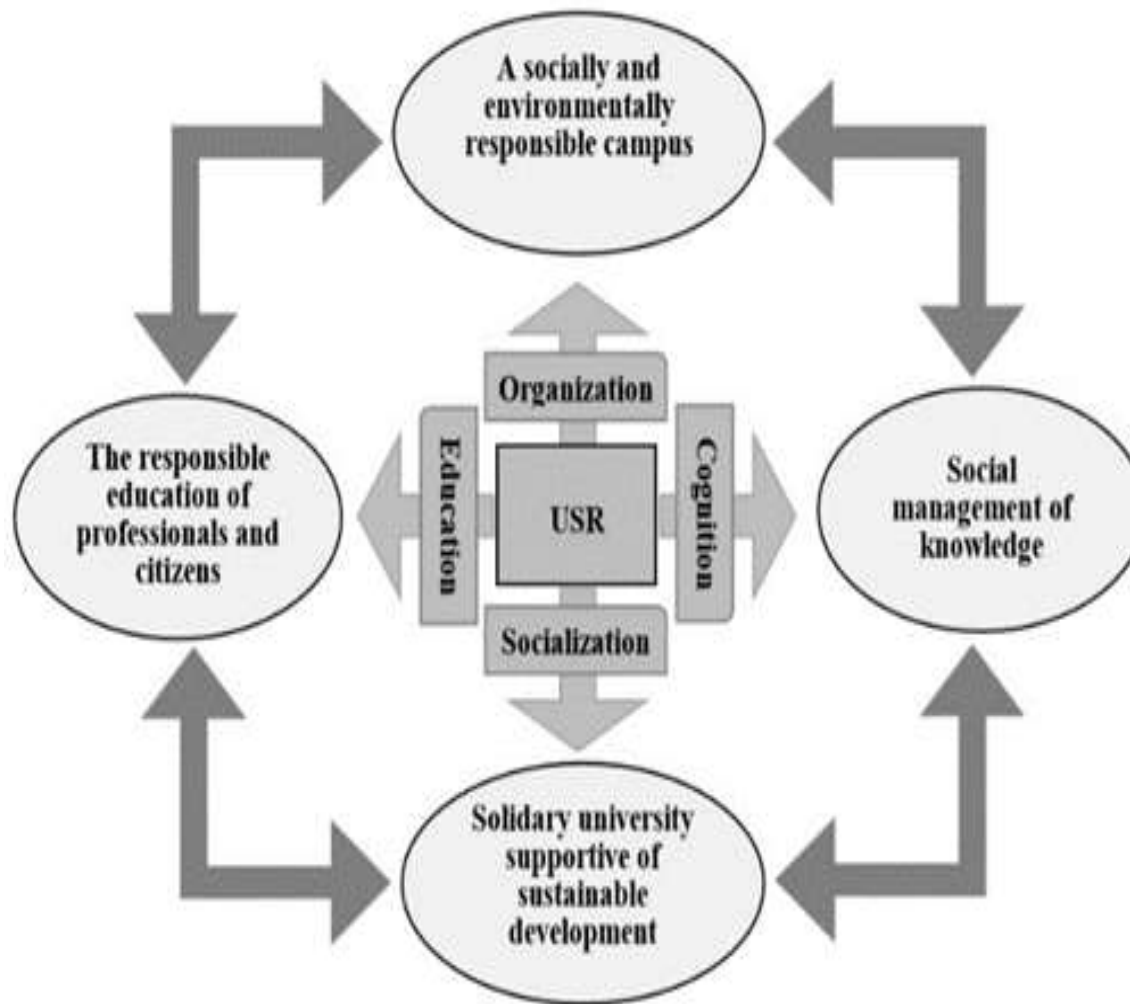 A socially and
environmentally
responsible campus
Organization
Education
Cognition
The responsible
education of
professionals and
citizens
USR
Social
management of
knowledge
Socialization
Solidary university
supportive of
sustainable
development